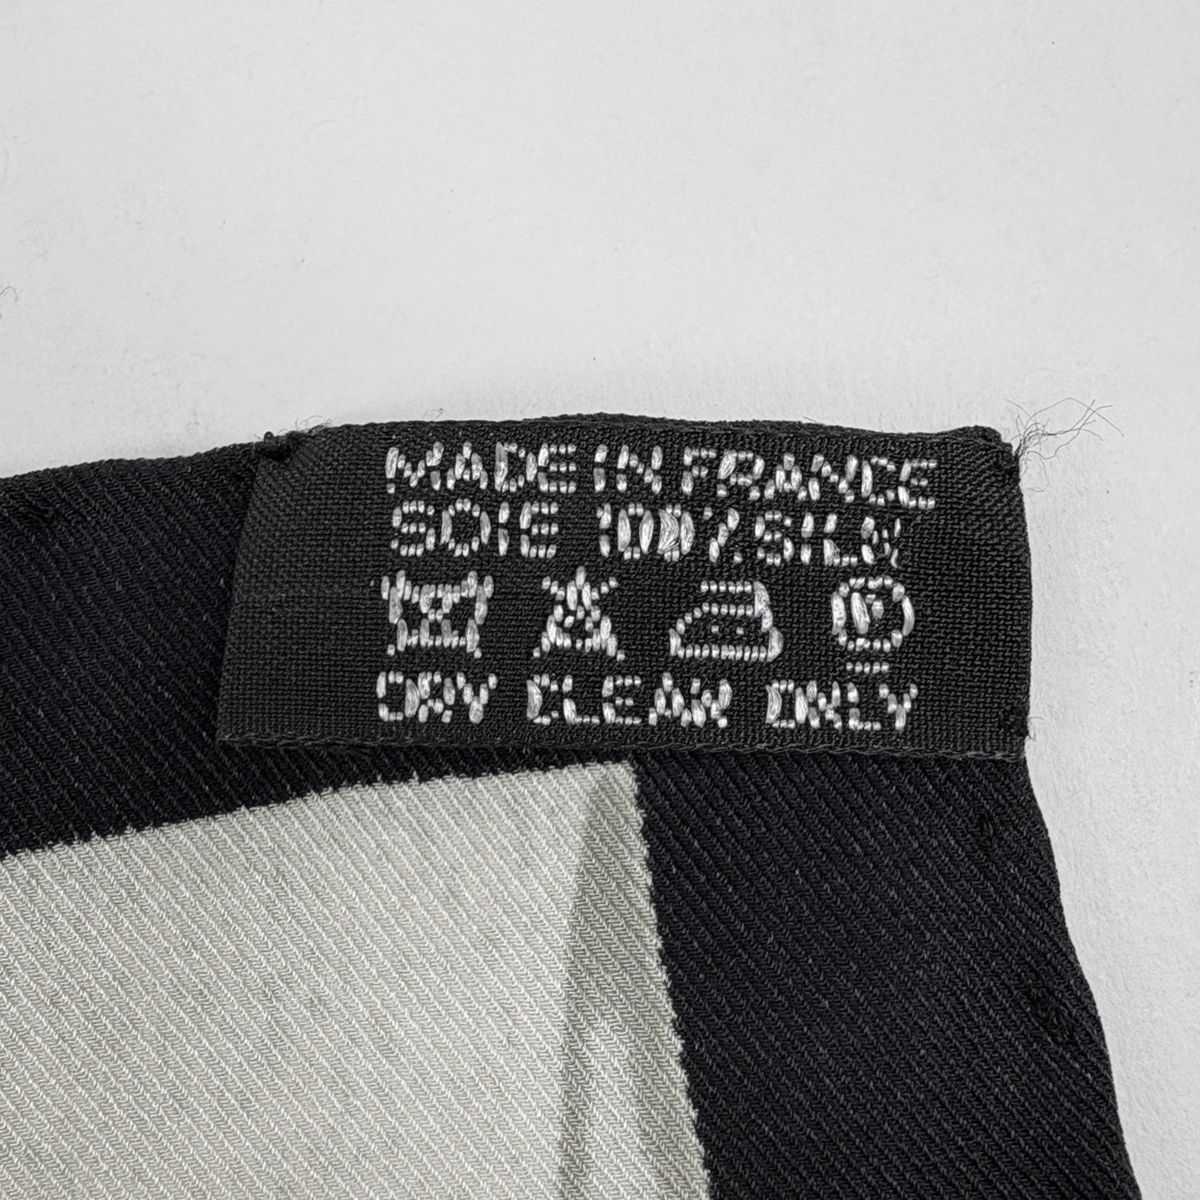 MADE IN FRANCE
SOIE 100% SILK
P
DRY CLEAN ONLY